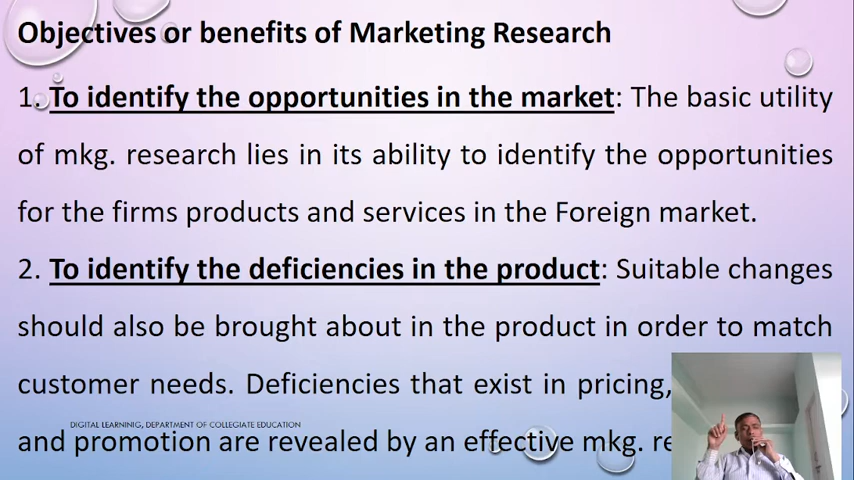 Objectives or benefits of Marketing Research
1. To identify the opportunities in the market: The basic utility
of mkg. research lies in its ability to identify the opportunities
for the firms products and services in the Foreign market.
2. To identify the deficiencies in the product: Suitable changes
should also be brought about in the product in order to match
customer needs. Deficiencies that exist in pricing,
DIGITAL LEARNINIG, DEPARTMENT OF COLLEGIATE EDUCATION
and promotion are revealed by an effective mkg. re